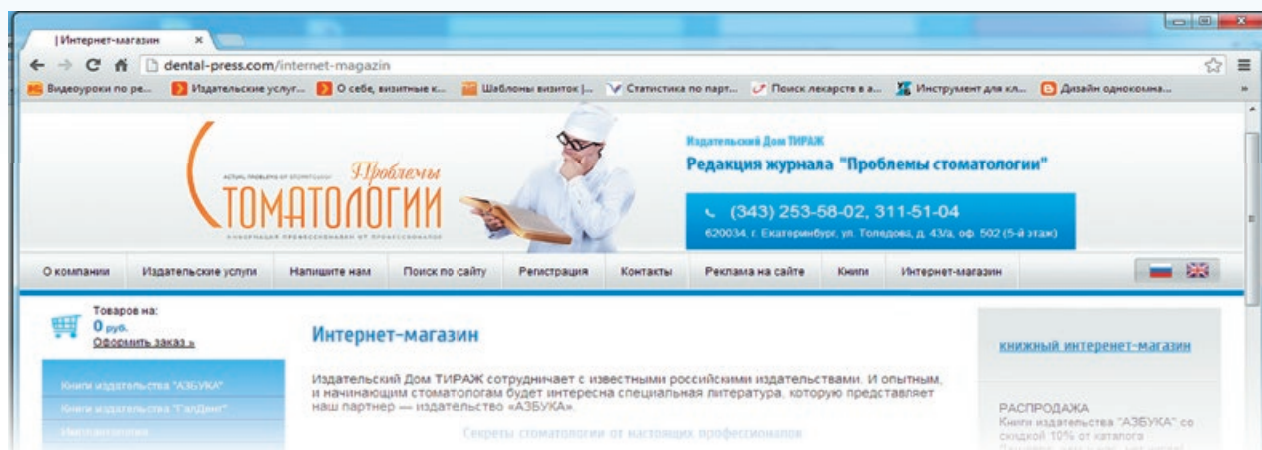 | Интернет-магазин
dental-press.com/internet-magazin
Видеоуроки по ре...
Издательские услуг...
О себе, визитные к...
Шаблоны визиток |...
Статистика по парт...
Поиск лекарств в а...
Инструмент для кл...
Дизайн однокомна...
Проблемы
СТОМАТОЛОГИИ
ИНФОРМАЦИЯ ПРОФЕССИОНАЛАМ ОТ ПРОФЕССИОНАЛОВ
Издательский Дом ТИРАЖ
Редакция журнала "Проблемы стоматологии"
(343) 253-58-02, 311-51-04
620034, г. Екатеринбург, ул. Толедова, д. 43/а, оф. 502 (5-й этаж)
О компании
Издательские услуги
Напишите нам
Поиск по сайту
Регистрация
Контакты
Реклама на сайте
Книги
Интернет-магазин
Товаров на:
0 руб.
Оформить заказ »
Книги издательства "АЗБУКА"
Книги издательства "ГалДент"
Имплантология
Интернет-магазин
Издательский Дом ТИРАЖ сотрудничает с известными российскими издательствами. И опытным,
и начинающим стоматологам будет интересна специальная литература, которую представляет
наш партнер — издательство «АЗБУКА».
Секреты стоматологии от настоящих профессионалов
книжный интеренет-магазин
РАСПРОДАЖА
Книги издательства "АЗБУКА" со
скидкой 10% от каталога